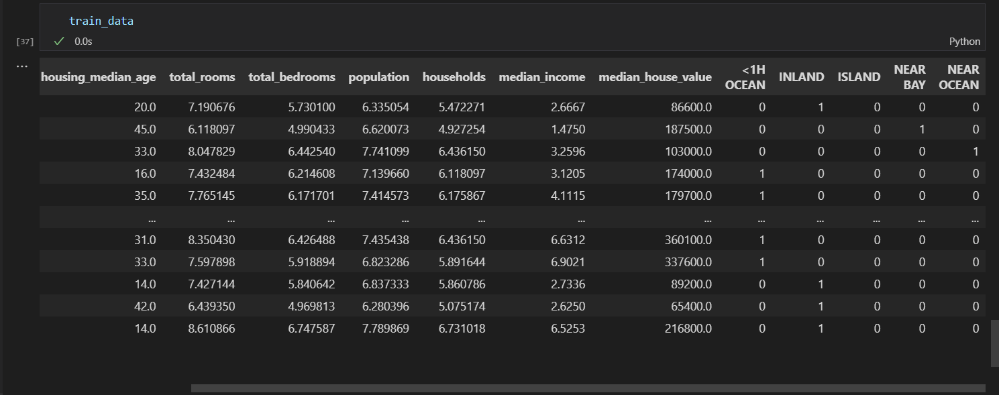 train_data
[37] ✓ 0.0s Python
...
housing_median_age total_rooms total_bedrooms population households median_income median_house_value <1H OCEAN INLAND ISLAND NEAR BAY NEAR OCEAN
20.0 7.190676 5.730100 6.335054 5.472271 2.6667 86600.0 0 1 0 0 0
45.0 6.118097 4.990433 6.620073 4.927254 1.4750 187500.0 0 0 0 1 0
33.0 8.047829 6.442540 7.741099 6.436150 3.2596 103000.0 0 0 0 0 1
16.0 7.432484 6.214608 7.139660 6.118097 3.1205 174000.0 1 0 0 0 0
35.0 7.765145 6.171701 7.414573 6.175867 4.1115 179700.0 1 0 0 0 0
... ... ... ... ... ... ... ... ... ... ... ...
31.0 8.350430 6.426488 7.435438 6.436150 6.6312 360100.0 1 0 0 0 0
33.0 7.597898 5.918894 6.823286 5.891644 6.9021 337600.0 1 0 0 0 0
14.0 7.427144 5.840642 6.837333 5.860786 2.7336 89200.0 0 1 0 0 0
42.0 6.439350 4.969813 6.280396 5.075174 2.6250 65400.0 0 1 0 0 0
14.0 8.610866 6.747587 7.789869 6.731018 6.5253 216800.0 0 1 0 0 0